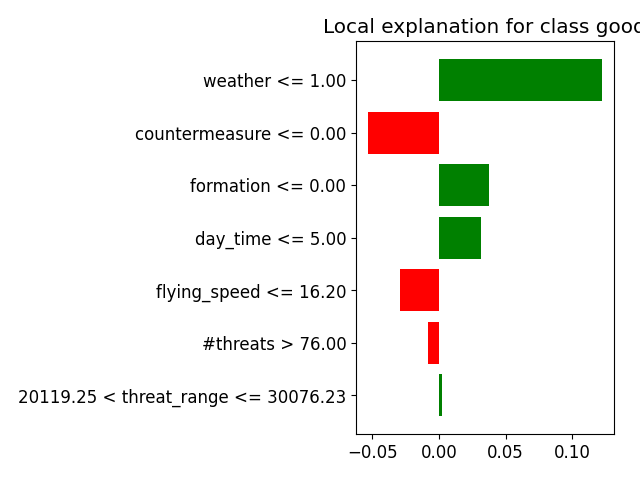 Local explanation for class good
weather <= 1.00
countermeasure <= 0.00
formation <= 0.00
day_time <= 5.00
flying_speed <= 16.20
#threats > 76.00
20119.25 < threat_range <= 30076.23
−0.05 0.00 0.05 0.10